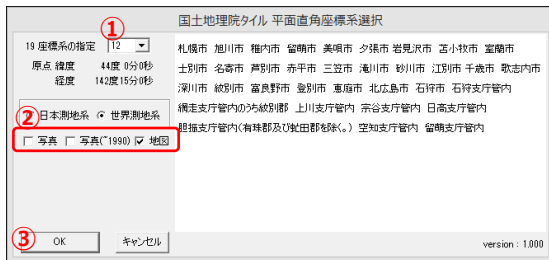 国土地理院タイル 平面直角座標系選択
①
19 座標系の指定 12
原点 緯度 44度 0分0秒
経度 142度15分0秒
②
日本測地系 世界測地系
写真 写真(~1990) 地図
③
OK キャンセル
札幌市 旭川市 稚内市 留萌市 美唄市 夕張市 岩見沢市 苫小牧市 室蘭市
士別市 名寄市 芦別市 赤平市 三笠市 滝川市 砂川市 江別市 千歳市 歌志内市
深川市 紋別市 富良野市 登別市 恵庭市 北広島市 石狩市 石狩支庁管内
網走支庁管内のうち紋別郡 上川支庁管内 宗谷支庁管内 日高支庁管内
胆振支庁管内(有珠郡及び虻田郡を除く。) 空知支庁管内 留萌支庁管内
version : 1.000